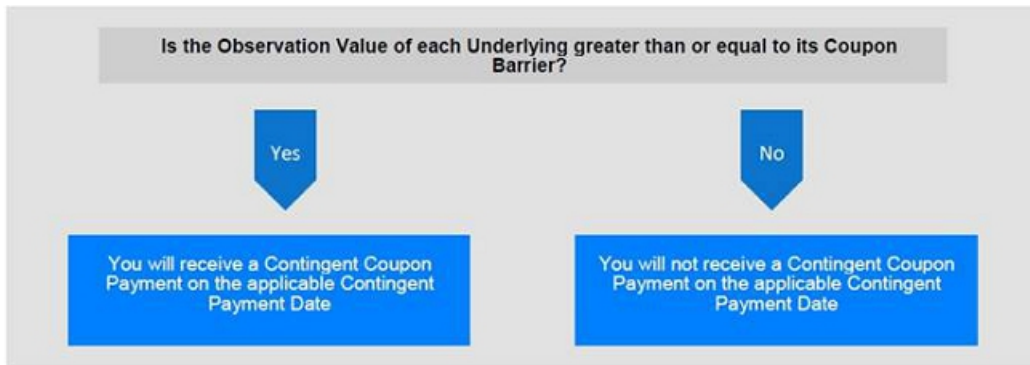 Is the Observation Value of each Underlying greater than or equal to its Coupon
Barrier?
Yes
No
You will receive a Contingent Coupon
Payment on the applicable Contingent
Payment Date
You will not receive a Contingent Coupon
Payment on the applicable Contingent
Payment Date